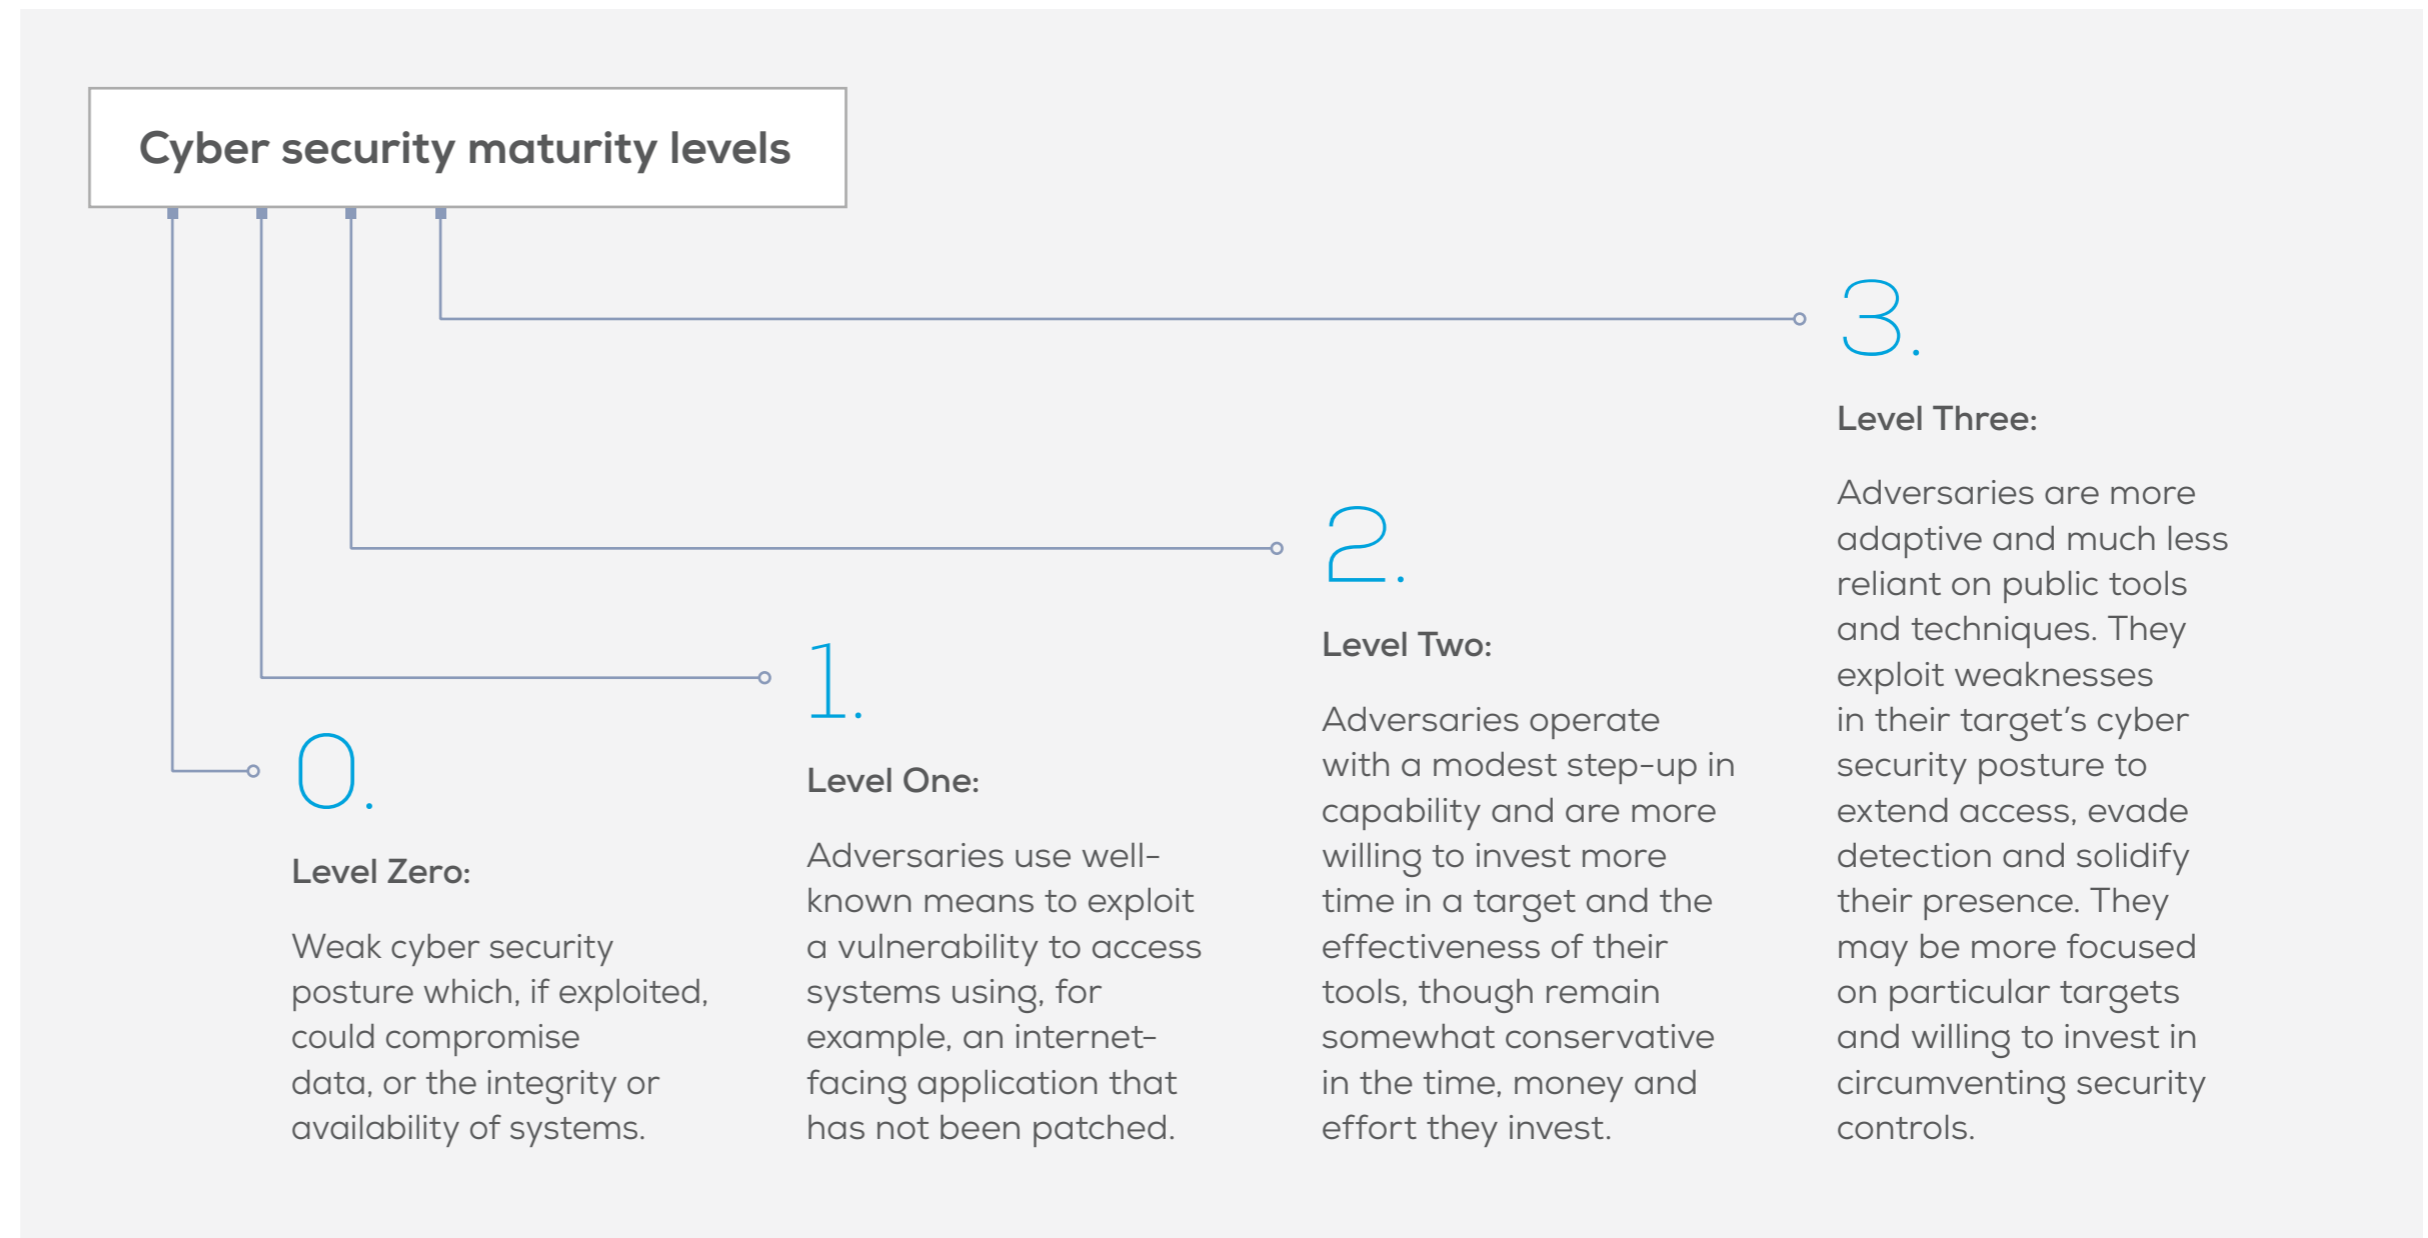 Cyber security maturity levels
0.
Level Zero:
Weak cyber security
posture which, if exploited,
could compromise
data, or the integrity or
availability of systems.
1.
Level One:
Adversaries use well-
known means to exploit
a vulnerability to access
systems using, for
example, an internet-
facing application that
has not been patched.
2.
Level Two:
Adversaries operate
with a modest step-up in
capability and are more
willing to invest more
time in a target and the
effectiveness of their
tools, though remain
somewhat conservative
in the time, money and
effort they invest.
3.
Level Three:
Adversaries are more
adaptive and much less
reliant on public tools
and techniques. They
exploit weaknesses
in their target’s cyber
security posture to
extend access, evade
detection and solidify
their presence. They
may be more focused
on particular targets
and willing to invest in
circumventing security
controls.